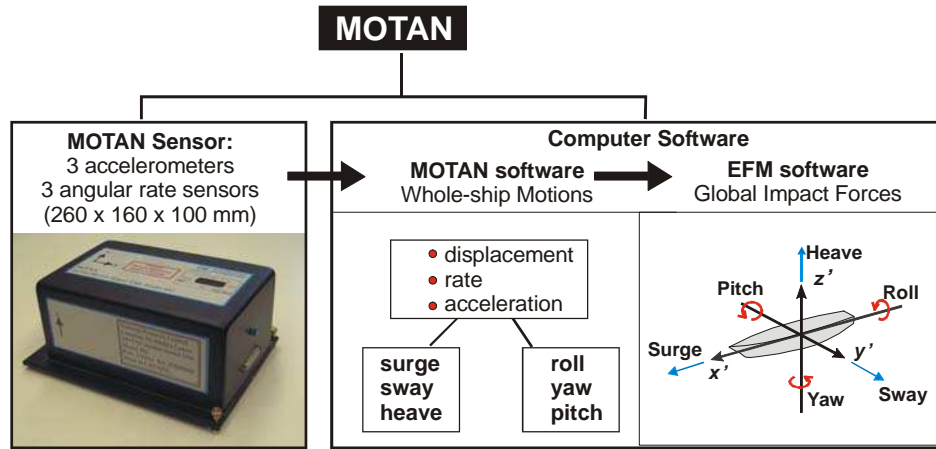 MOTAN
MOTAN Sensor:
3 accelerometers
3 angular rate sensors
(260 x 160 x 100 mm)
Computer Software
MOTAN software
Whole-ship Motions
EFM software
Global Impact Forces
displacement
rate
acceleration
surge
sway
heave
roll
yaw
pitch
Heave
z’
Pitch
Roll
Surge
x’
y’
Sway
Yaw